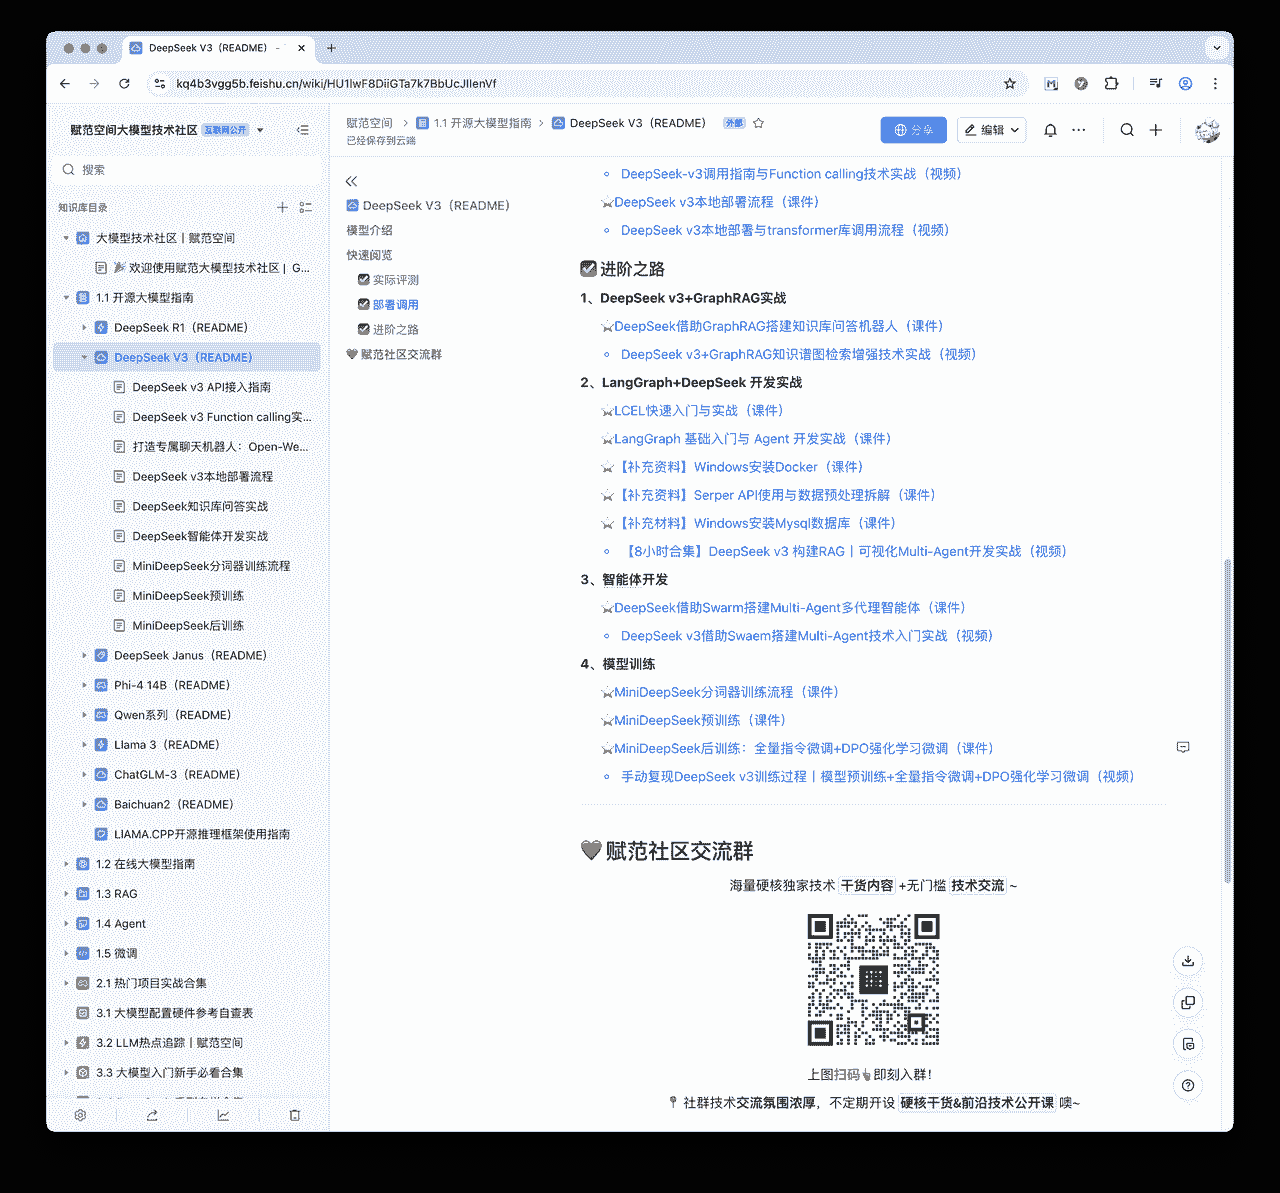 DeepSeek V3（README） -
kq4b3vgg5b.feishu.cn/wiki/HU1lwF8DiiGTa7k7BbUcJIlenVf
赋范空间大模型技术社区 互联网公开
搜索
知识库目录
大模型技术社区丨赋范空间
欢迎使用赋范大模型技术社区 | G...
1.1 开源大模型指南
DeepSeek R1（README）
DeepSeek V3（README）
DeepSeek v3 API接入指南
DeepSeek v3 Function calling实...
打造专属聊天机器人：Open-We...
DeepSeek v3本地部署流程
DeepSeek知识库问答实战
DeepSeek智能体开发实战
MiniDeepSeek分词器训练流程
MiniDeepSeek预训练
MiniDeepSeek后训练
DeepSeek Janus（README）
Phi-4 14B（README）
Qwen系列（README）
Llama 3（README）
ChatGLM-3（README）
Baichuan2（README）
LlAMA.CPP开源推理框架使用指南
1.2 在线大模型指南
1.3 RAG
1.4 Agent
1.5 微调
2.1 热门项目实战合集
3.1 大模型配置硬件参考自查表
3.2 LLM热点追踪丨赋范空间
3.3 大模型入门新手必看合集
赋范空间 > 1.1 开源大模型指南 > DeepSeek V3（README） 外部
已经保存到云端
分享
编辑
DeepSeek V3（README）
模型介绍
快速阅览
实际评测
部署调用
进阶之路
赋范社区交流群
DeepSeek-v3调用指南与Function calling技术实战（视频）
DeepSeek v3本地部署流程（课件）
DeepSeek v3本地部署与transformer库调用流程（视频）
进阶之路
1、DeepSeek v3+GraphRAG实战
DeepSeek借助GraphRAG搭建知识库问答机器人（课件）
DeepSeek v3+GraphRAG知识谱图检索增强技术实战（视频）
2、LangGraph+DeepSeek 开发实战
LCEL快速入门与实战（课件）
LangGraph 基础入门与 Agent 开发实战（课件）
【补充资料】Windows安装Docker（课件）
【补充资料】Serper API使用与数据预处理拆解（课件）
【补充材料】Windows安装Mysql数据库（课件）
【8小时合集】DeepSeek v3 构建RAG丨可视化Multi-Agent开发实战（视频）
3、智能体开发
DeepSeek借助Swarm搭建Multi-Agent多代理智能体（课件）
DeepSeek v3借助Swaem搭建Multi-Agent技术入门实战（视频）
4、模型训练
MiniDeepSeek分词器训练流程（课件）
MiniDeepSeek预训练（课件）
MiniDeepSeek后训练：全量指令微调+DPO强化学习微调（课件）
手动复现DeepSeek v3训练过程丨模型预训练+全量指令微调+DPO强化学习微调（视频）
赋范社区交流群
海量硬核独家技术 干货内容 +无门槛 技术交流 ~
上图扫码👆即刻入群！
社群技术交流氛围浓厚，不定期开设 硬核干货&前沿技术公开课 噢~